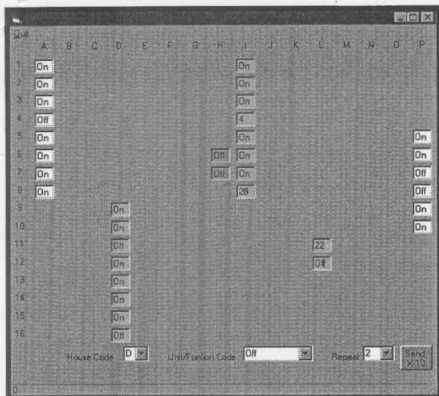 Quit
A B C D E F G H I J K L M N O P
1 On On
2 On On
3 On On
4 Off 4
5 On On On
6 On Off On On
7 On Off On Off
8 On 28 Off
9 On On
10 On On
11 Off 22
12 Off Off
13 On
14 On
15 On
16 Off
House Code D Unit/Funtion Code Off Repeat 2 Send
X-10
0